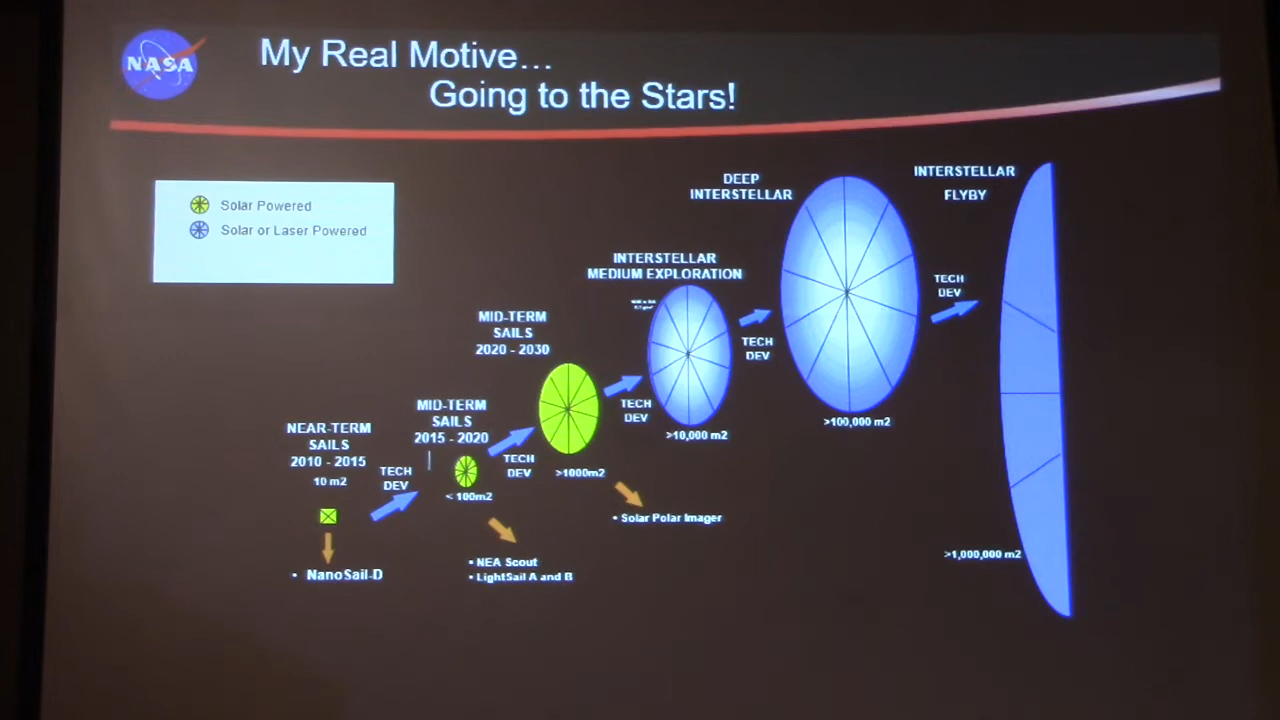 NASA
My Real Motive...
Going to the Stars!
Solar Powered
Solar or Laser Powered
NEAR-TERM
SAILS
2010 - 2015
10 m2
• NanoSail-D
TECH
DEV
MID-TERM
SAILS
2015 - 2020
< 100m2
• NEA Scout
• LightSail A and B
TECH
DEV
MID-TERM
SAILS
2020 - 2030
>1000m2
• Solar Polar Imager
TECH
DEV
INTERSTELLAR
MEDIUM EXPLORATION
>10,000 m2
TECH
DEV
DEEP
INTERSTELLAR
>100,000 m2
TECH
DEV
INTERSTELLAR
FLYBY
>1,000,000 m2